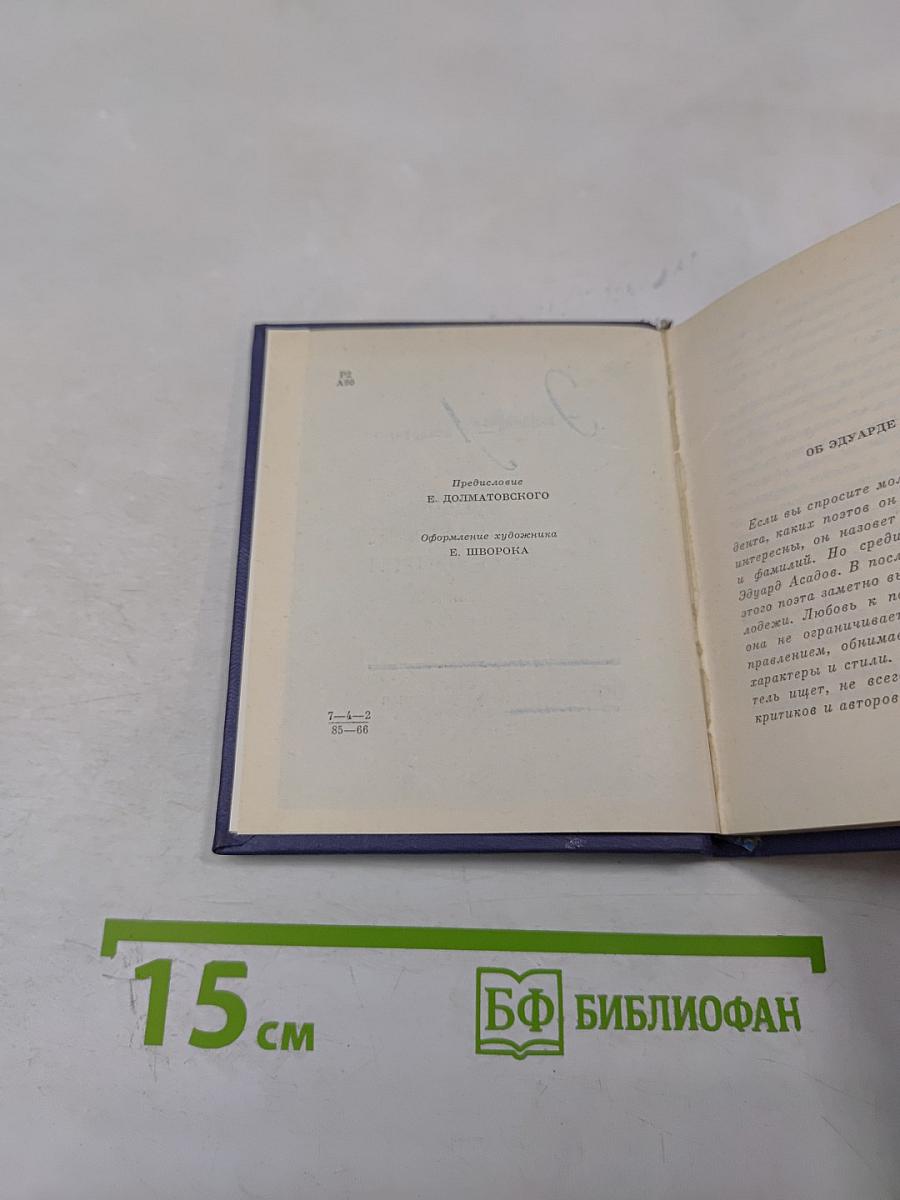 Р2
А90
Предисловие
Е. ДОЛМАТОВСКОГО
Оформление художника
Е. ШВОРОКА
7—4—2
85—66
ОБ ЭДУАРДЕ
Если вы спросите мол
дента, каких поэтов он
интересны, он назовет
и фамилий. Но среди
Эдуард Асадов. В посл
этого поэта заметно вы
лодежи. Любовь к по
она не ограничивает
правлением, обнимае
характеры и стили.
тель ищет, не всег
критиков и авторов
15 см
БФ БИБЛИОФАН